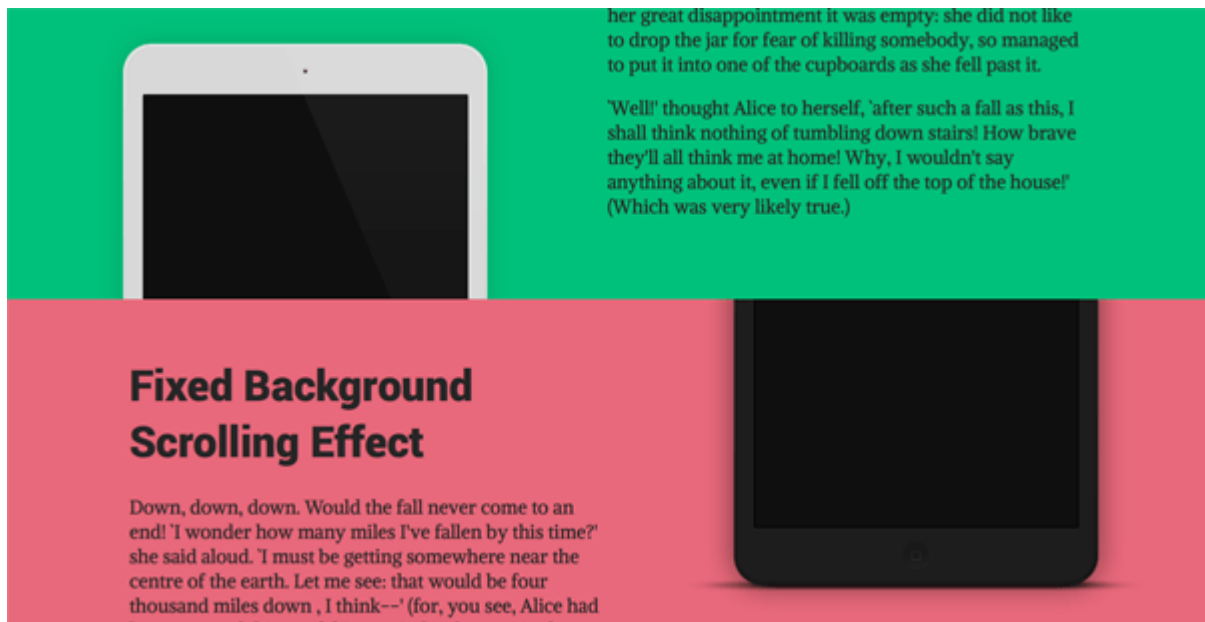 her great disappointment it was empty: she did not like
to drop the jar for fear of killing somebody, so managed
to put it into one of the cupboards as she fell past it.
`Well!' thought Alice to herself, `after such a fall as this, I
shall think nothing of tumbling down stairs! How brave
they'll all think me at home! Why, I wouldn't say
anything about it, even if I fell off the top of the house!'
(Which was very likely true.)
Fixed Background
Scrolling Effect
Down, down, down. Would the fall never come to an
end! `I wonder how many miles I've fallen by this time?'
she said aloud. `I must be getting somewhere near the
centre of the earth. Let me see: that would be four
thousand miles down , I think--' (for, you see, Alice had